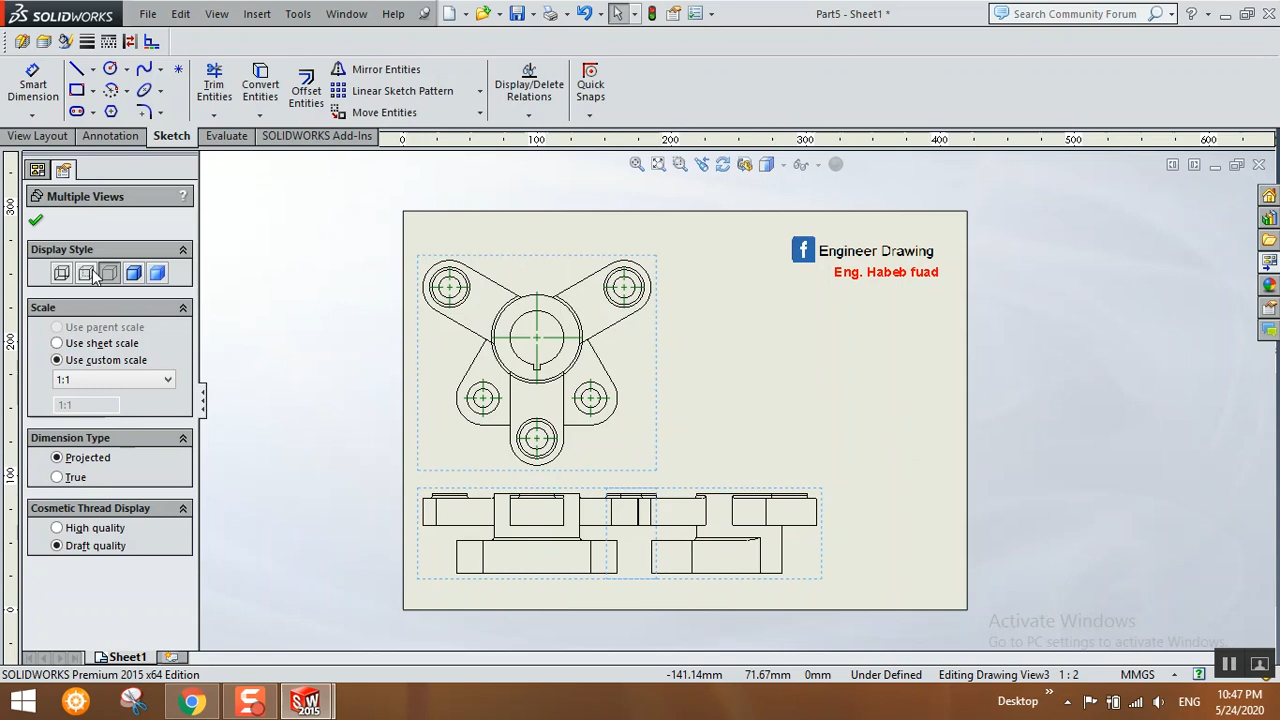 SOLIDWORKS File Edit View Insert Tools Window Help Part5 - Sheet1 * Search Community Forum
Smart Dimension
Trim Entities
Convert Entities
Offset Entities
Mirror Entities
Linear Sketch Pattern
Move Entities
Display/Delete Relations
Quick Snaps
View Layout Annotation Sketch Evaluate SOLIDWORKS Add-Ins
0 100 200 300 400 500 600
300
200
100
0
Multiple Views ?
Display Style
Scale
Use parent scale
Use sheet scale
Use custom scale
1:1
1:1
Dimension Type
Projected
True
Cosmetic Thread Display
High quality
Draft quality
f Engineer Drawing
Eng. Habeb fuad
Activate Windows
Go to PC settings to activate Windows.
Sheet1
SOLIDWORKS Premium 2015 x64 Edition -141.14mm 71.67mm 0mm Under Defined Editing Drawing View3 1 : 2 MMGS ?
S SW 2015 Desktop ENG 10:47 PM
5/24/2020